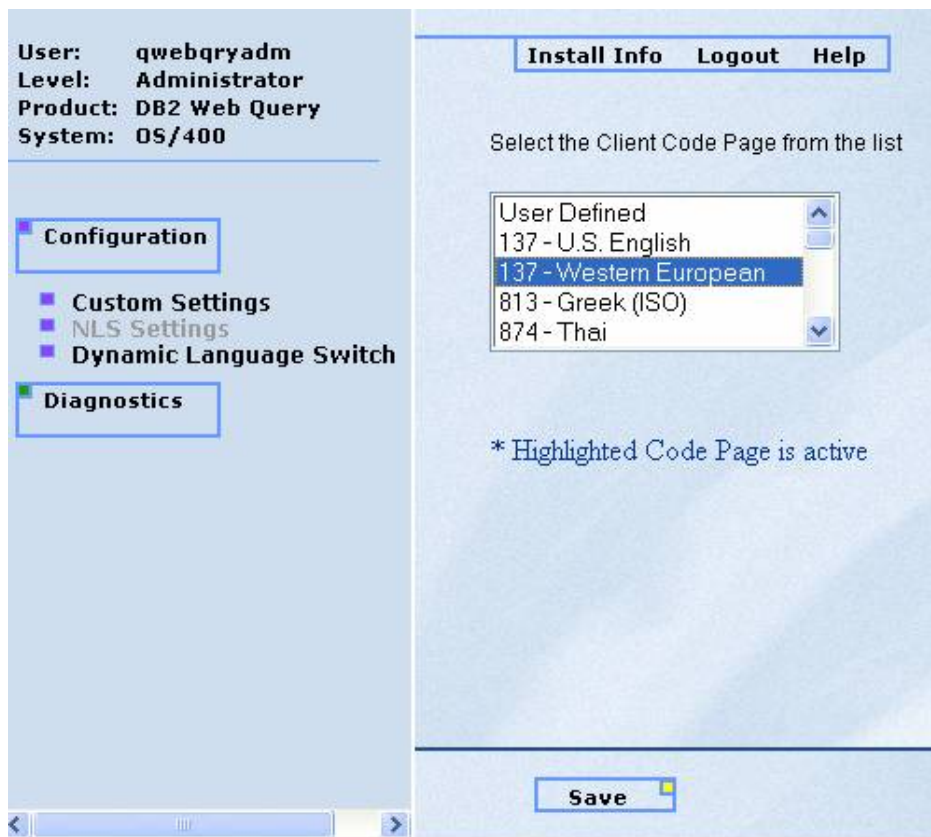 User: qwebqryadm
Level: Administrator
Product: DB2 Web Query
System: OS/400
Configuration
Custom Settings
NLS Settings
Dynamic Language Switch
Diagnostics
Install Info Logout Help
Select the Client Code Page from the list
User Defined
137 - U.S. English
137 - Western European
813 - Greek (ISO)
874 - Thai
* Highlighted Code Page is active
Save